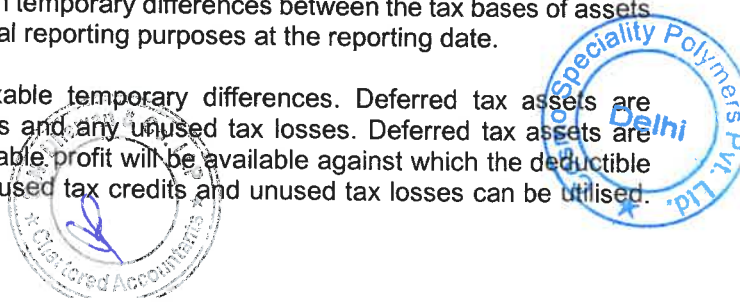 n temporary differences between the tax bases of assets
al reporting purposes at the reporting date.
xable temporary differences. Deferred tax assets are
s and any unused tax losses. Deferred tax assets are
able profit will be available against which the deductible
used tax credits and unused tax losses can be utilised.
Speciality Polymers Pvt. Ltd.
Delhi
Chartered Accountants